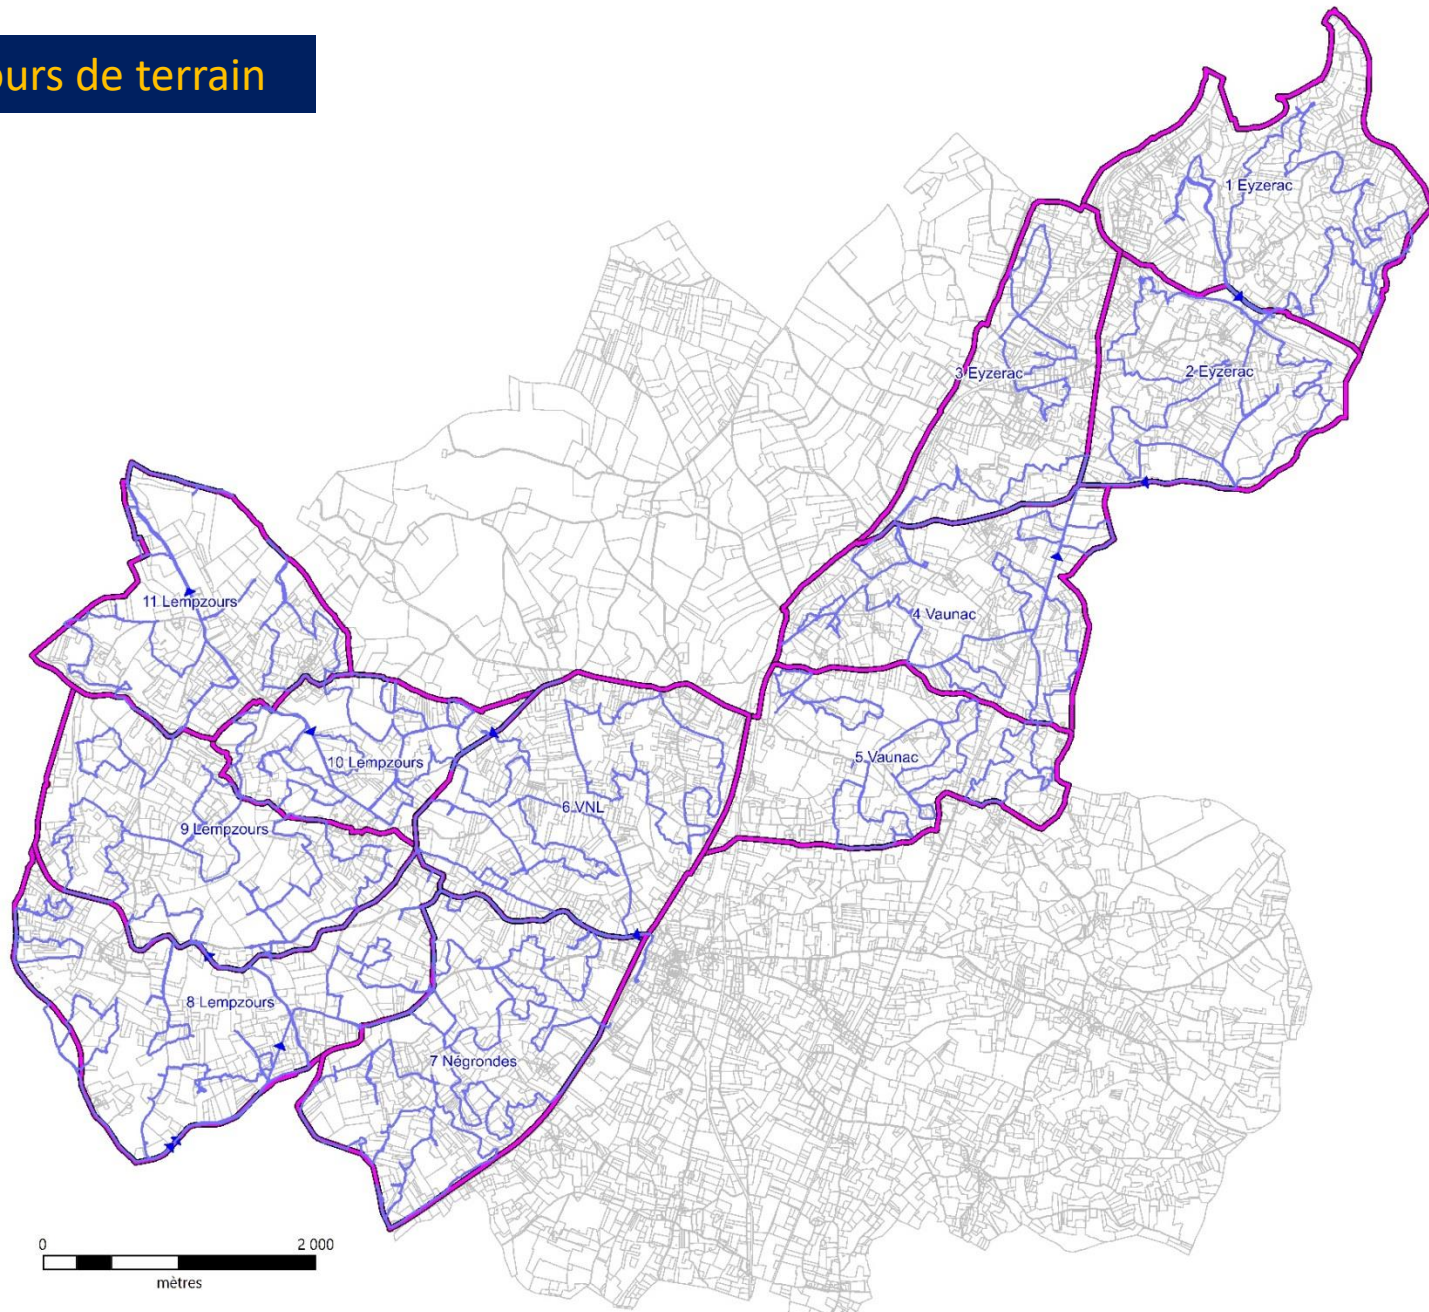 ours de terrain
1 Eyzerac
3 Eyzerac
2 Eyzerac
11 Lempzours
4 Vaunac
10 Lempzours
5 Vaunac
6 VNL
9 Lempzours
8 Lempzours
7 Négrondes
0 2 000
mètres